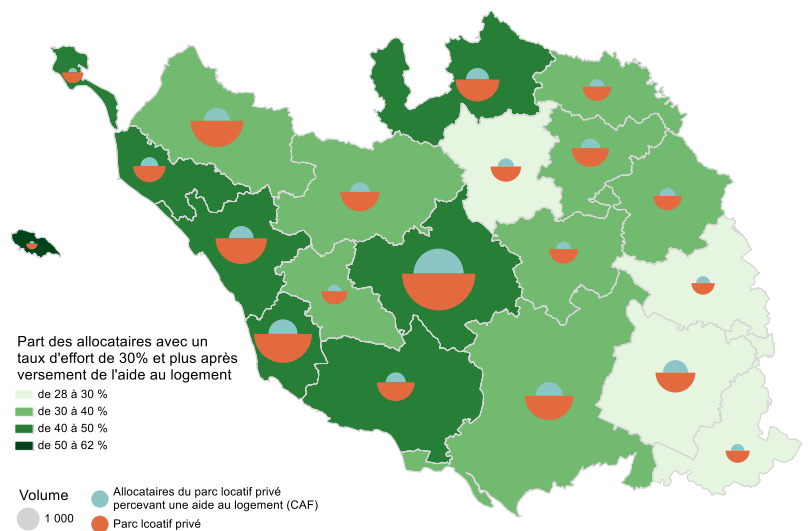 Part des allocataires avec un
taux d'effort de 30% et plus après
versement de l'aide au logement
de 28 à 30 %
de 30 à 40 %
de 40 à 50 %
de 50 à 62 %
Volume
1 000
Allocataires du parc locatif privé
percevant une aide au logement (CAF)
Parc lcoatif privé